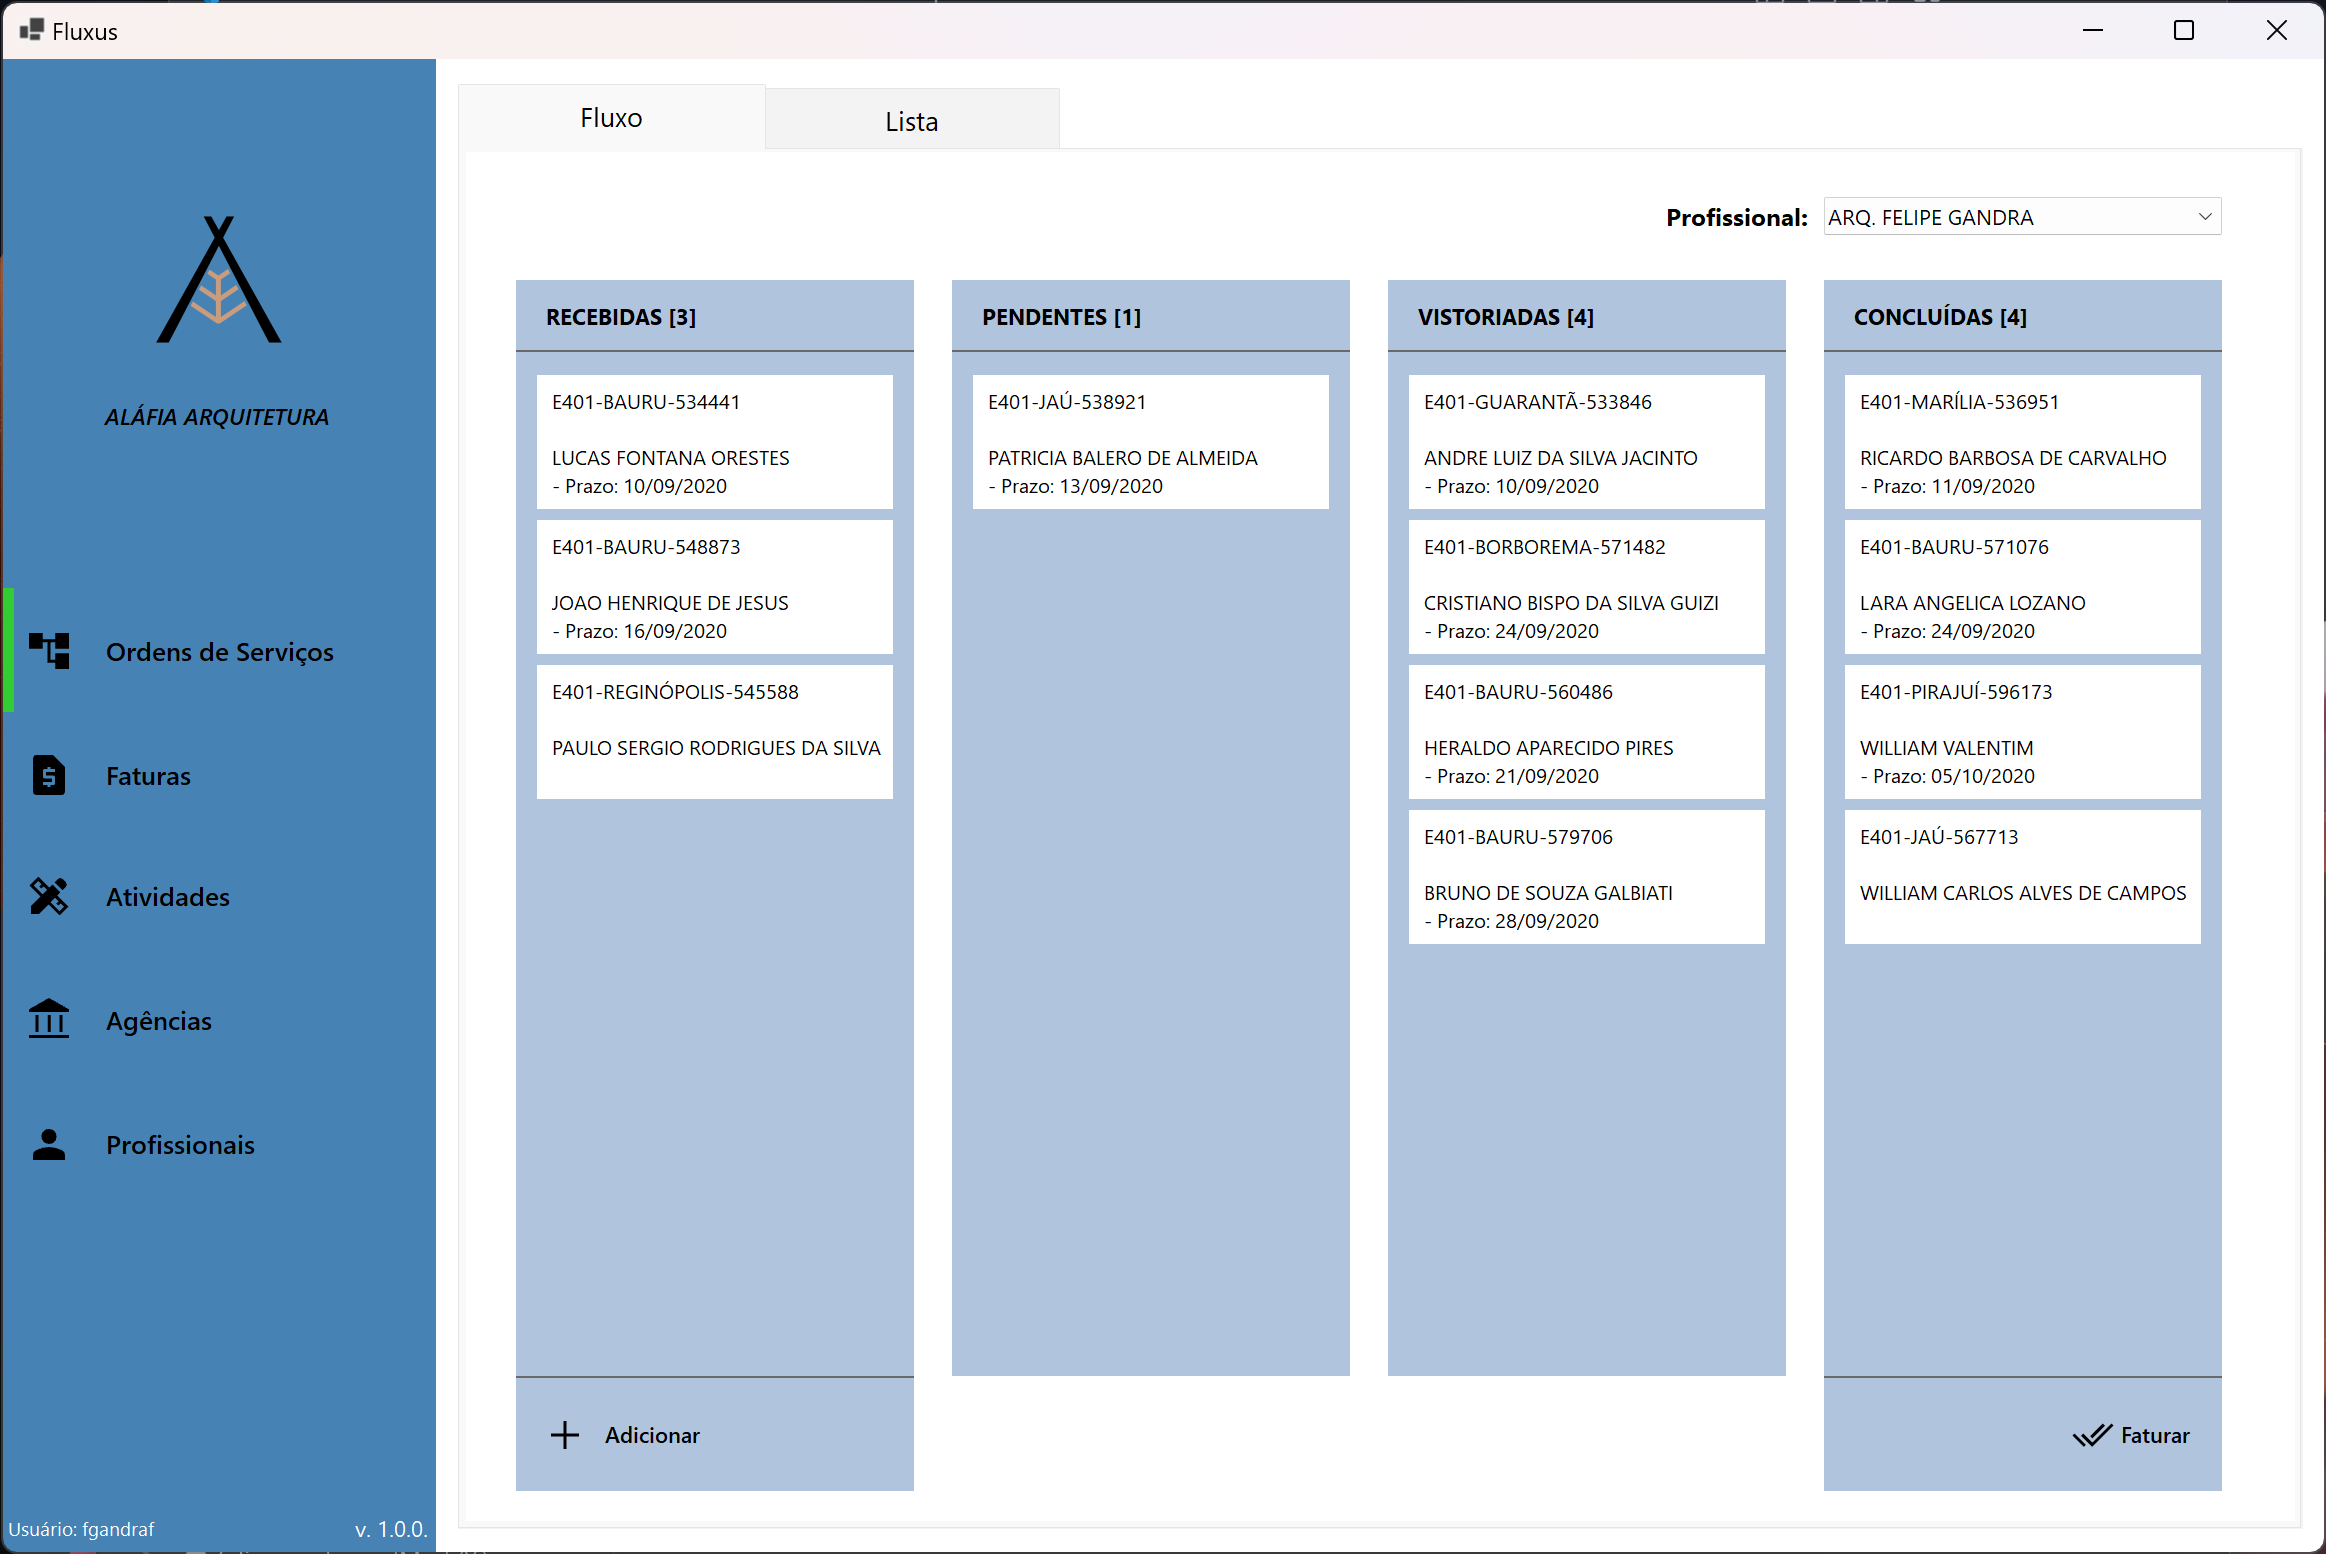 Fluxus
ALÁFIA ARQUITETURA
Ordens de Serviços
Faturas
Atividades
Agências
Profissionais
Usuário: fgandraf
v. 1.0.0.
Fluxo
Lista
Profissional:
ARQ. FELIPE GANDRA
RECEBIDAS [3]
E401-BAURU-534441
LUCAS FONTANA ORESTES
- Prazo: 10/09/2020
E401-BAURU-548873
JOAO HENRIQUE DE JESUS
- Prazo: 16/09/2020
E401-REGINÓPOLIS-545588
PAULO SERGIO RODRIGUES DA SILVA
Adicionar
PENDENTES [1]
E401-JAÚ-538921
PATRICIA BALERO DE ALMEIDA
- Prazo: 13/09/2020
VISTORIADAS [4]
E401-GUARANTÃ-533846
ANDRE LUIZ DA SILVA JACINTO
- Prazo: 10/09/2020
E401-BORBOREMA-571482
CRISTIANO BISPO DA SILVA GUIZI
- Prazo: 24/09/2020
E401-BAURU-560486
HERALDO APARECIDO PIRES
- Prazo: 21/09/2020
E401-BAURU-579706
BRUNO DE SOUZA GALBIATI
- Prazo: 28/09/2020
CONCLUÍDAS [4]
E401-MARÍLIA-536951
RICARDO BARBOSA DE CARVALHO
- Prazo: 11/09/2020
E401-BAURU-571076
LARA ANGELICA LOZANO
- Prazo: 24/09/2020
E401-PIRAJUÍ-596173
WILLIAM VALENTIM
- Prazo: 05/10/2020
E401-JAÚ-567713
WILLIAM CARLOS ALVES DE CAMPOS
Faturar